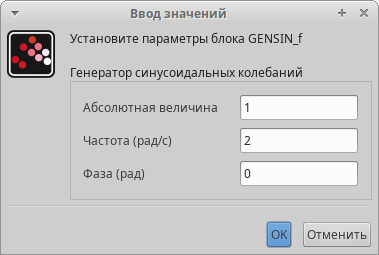 Ввод значений
Установите параметры блока GENSIN_f
Генератор синусоидальных колебаний
Абсолютная величина 1
Частота (рад/с) 2
Фаза (рад) 0
OK Отменить